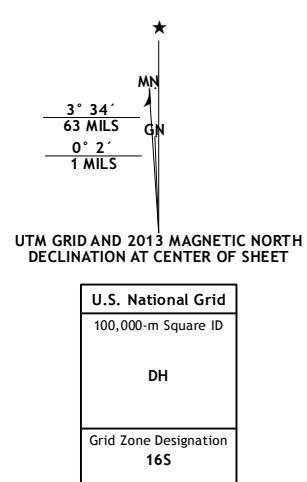 ★
MN
3° 34´
63 MILS
GN
0° 2´
1 MILS
UTM GRID AND 2013 MAGNETIC NORTH
DECLINATION AT CENTER OF SHEET
U.S. National Grid
100,000-m Square ID
DH
Grid Zone Designation
16S